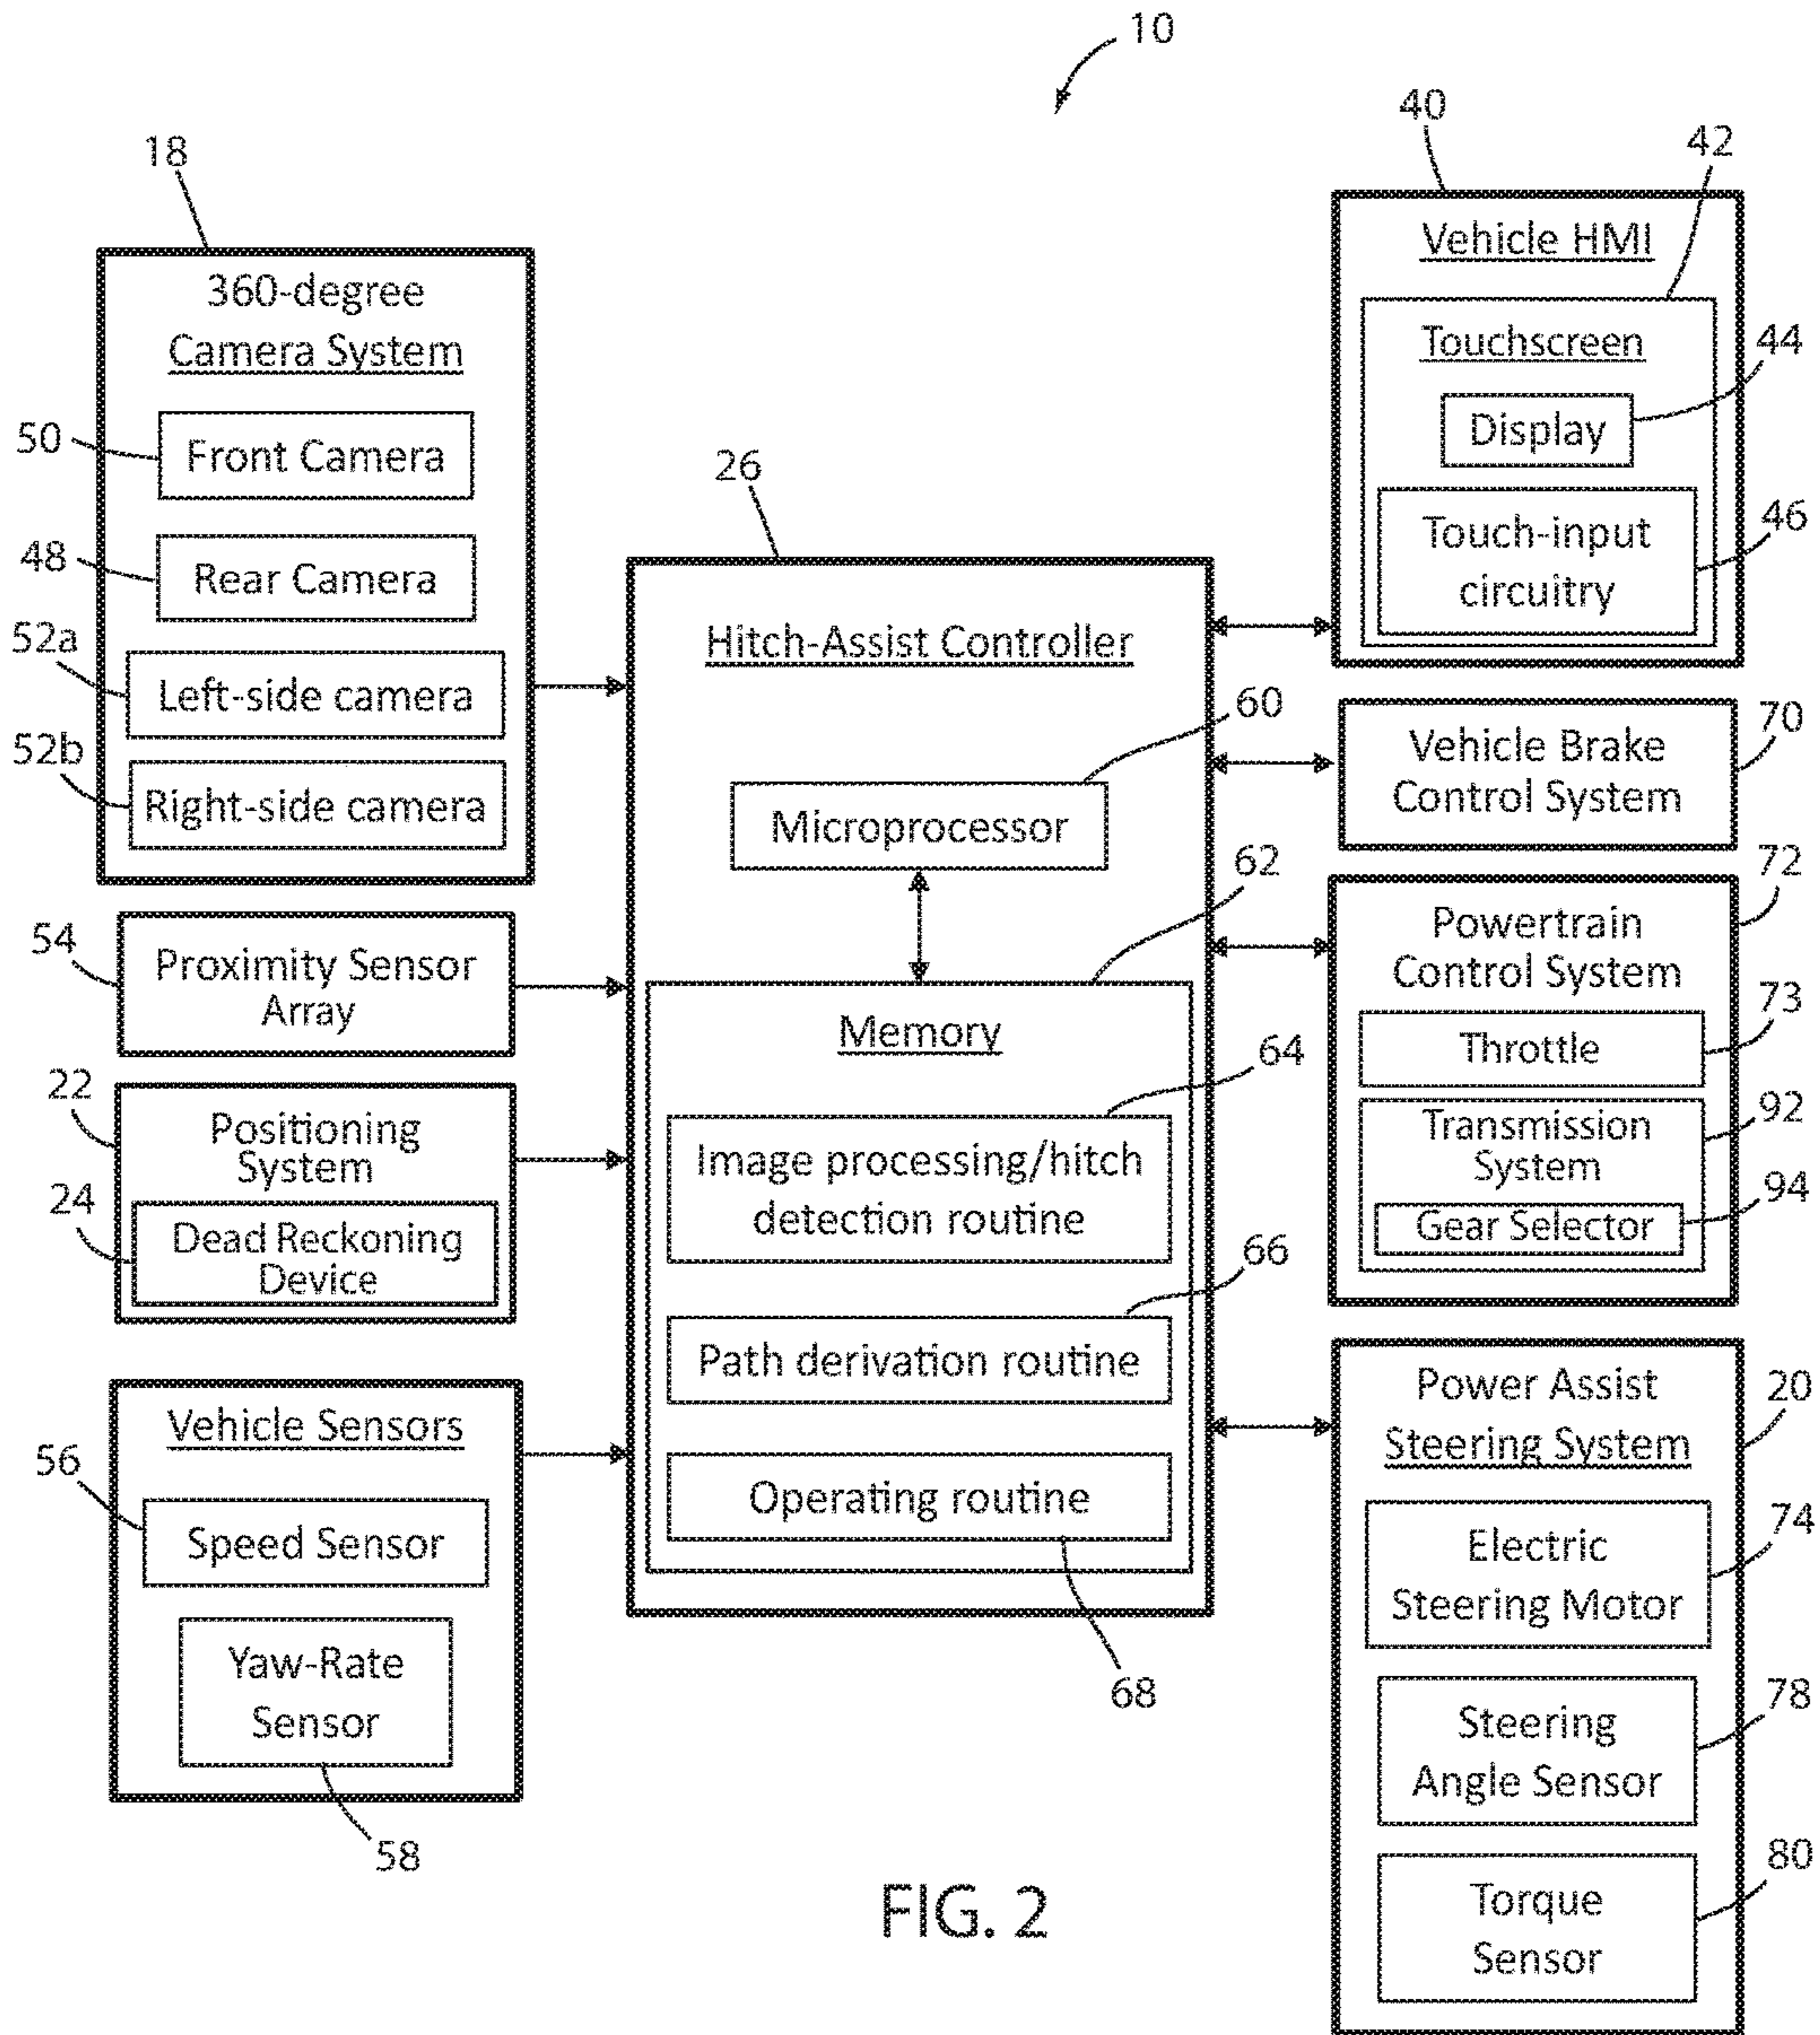 10
18
360-degree
Camera System
50
Front Camera
48
Rear Camera
52a
Left-side camera
52b
Right-side camera
54
Proximity Sensor
Array
22
Positioning
System
24
Dead Reckoning
Device
Vehicle Sensors
56
Speed Sensor
Yaw-Rate
Sensor
58
26
Hitch-Assist Controller
60
Microprocessor
62
Memory
64
Image processing/hitch
detection routine
66
Path derivation routine
Operating routine
68
40
42
Vehicle HMI
Touchscreen
44
Display
Touch-input
circuitry
46
70
Vehicle Brake
Control System
72
Powertrain
Control System
73
Throttle
Transmission
System
92
94
Gear Selector
Power Assist
Steering System
20
Electric
Steering Motor
74
78
Steering
Angle Sensor
80
Torque
Sensor
FIG. 2